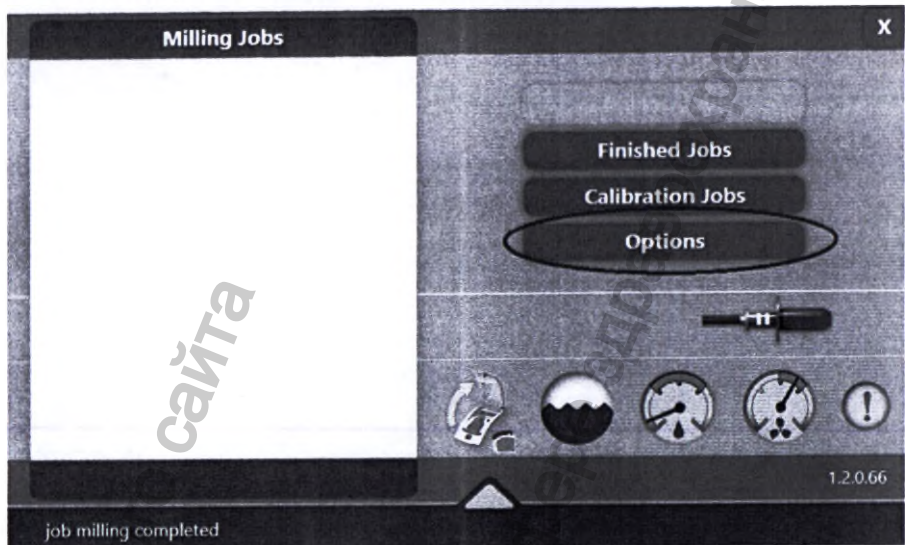 Milling Jobs
X
Finished Jobs
Calibration Jobs
Options
!
1.2.0.66
job milling completed
сайта